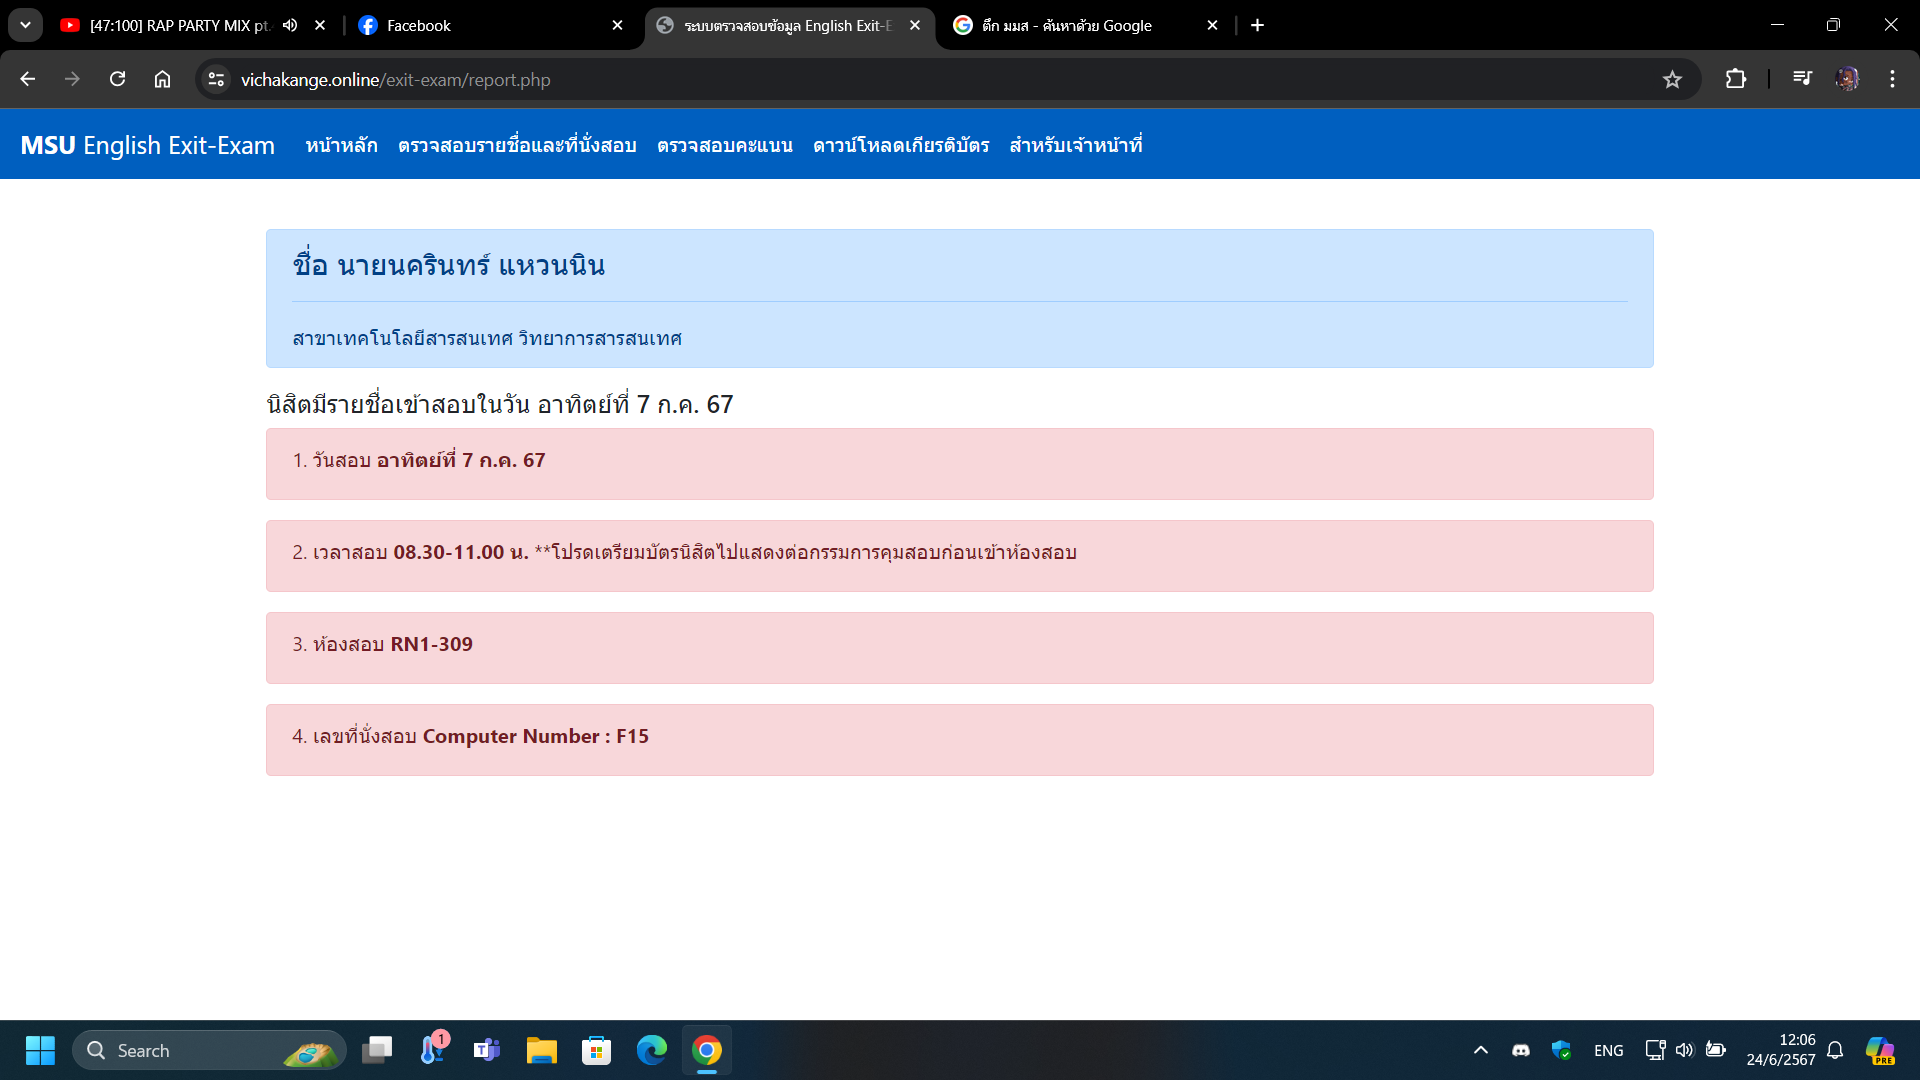 [47:100] RAP PARTY MIX pt.
Facebook
ระบบตรวจสอบข้อมูล English Exit-E
ตึก มมส - ค้นหาด้วย Google
vichakange.online/exit-exam/report.php
MSU English Exit-Exam หน้าหลัก ตรวจสอบรายชื่อและที่นั่งสอบ ตรวจสอบคะแนน ดาวน์โหลดเกียรติบัตร สำหรับเจ้าหน้าที่
ชื่อ นายนครินทร์ แหวนนิน
สาขาเทคโนโลยีสารสนเทศ วิทยาการสารสนเทศ
นิสิตมีรายชื่อเข้าสอบในวัน อาทิตย์ที่ 7 ก.ค. 67
1. วันสอบ อาทิตย์ที่ 7 ก.ค. 67
2. เวลาสอบ 08.30-11.00 น. **โปรดเตรียมบัตรนิสิตไปแสดงต่อกรรมการคุมสอบก่อนเข้าห้องสอบ
3. ห้องสอบ RN1-309
4. เลขที่นั่งสอบ Computer Number : F15
Search
1
ENG
12:06
24/6/2567
PRE